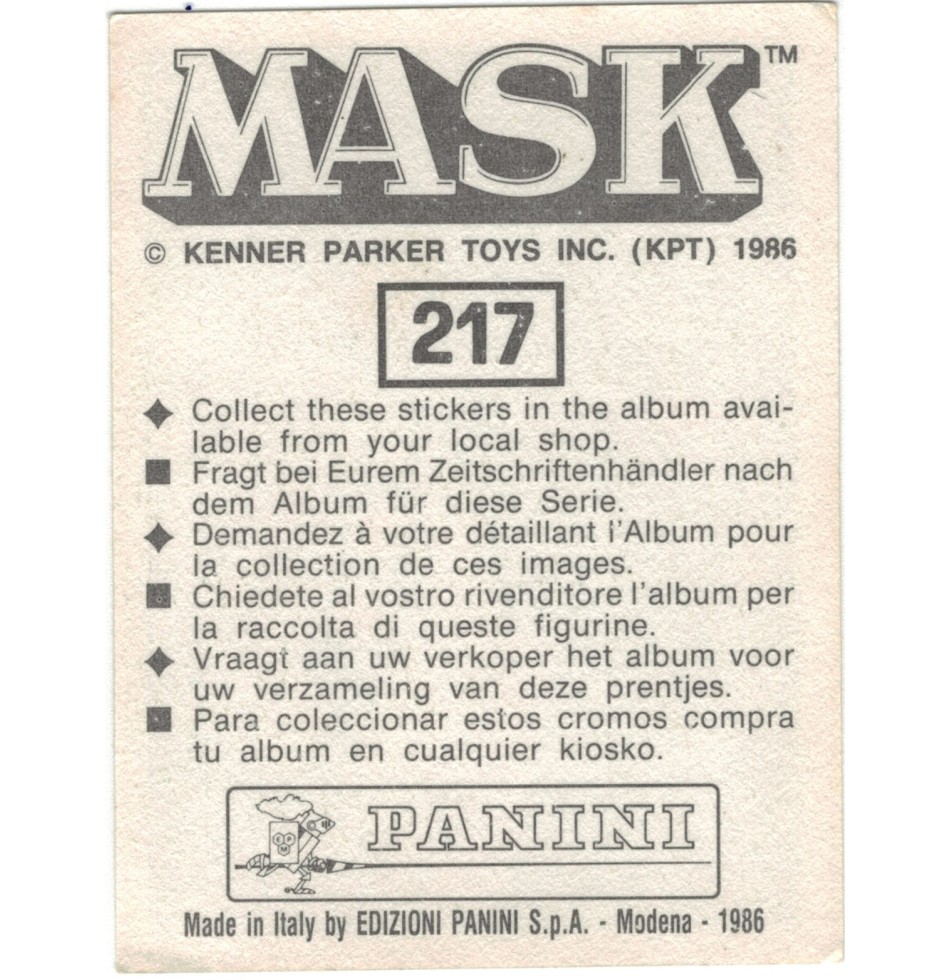 MASK™
© KENNER PARKER TOYS INC. (KPT) 1986
217
Collect these stickers in the album avai-
lable from your local shop.
Fragt bei Eurem Zeitschriftenhändler nach
dem Album für diese Serie.
Demandez à votre détaillant l'Album pour
la collection de ces images.
Chiedete al vostro rivenditore l'album per
la raccolta di queste figurine.
Vraagt aan uw verkoper het album voor
uw verzameling van deze prentjes.
Para coleccionar estos cromos compra
tu album en cualquier kiosko.
EPM
PANINI
Made in Italy by EDIZIONI PANINI S.p.A. - Modena - 1986